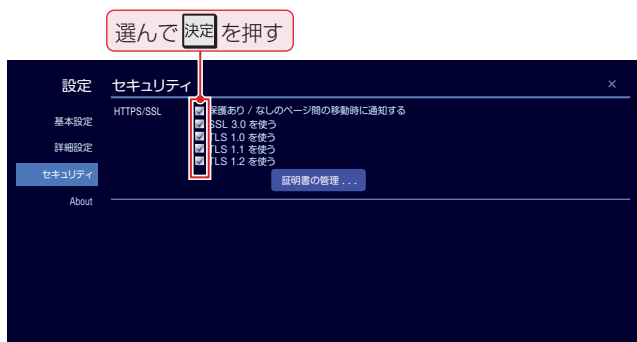 選んで 決定 を押す
設定
セキュリティ
×
基本設定
詳細設定
セキュリティ
About
HTTPS/SSL
保護あり / なしのページ間の移動時に通知する
SSL 3.0 を使う
TLS 1.0 を使う
TLS 1.1 を使う
TLS 1.2 を使う
証明書の管理 . . .